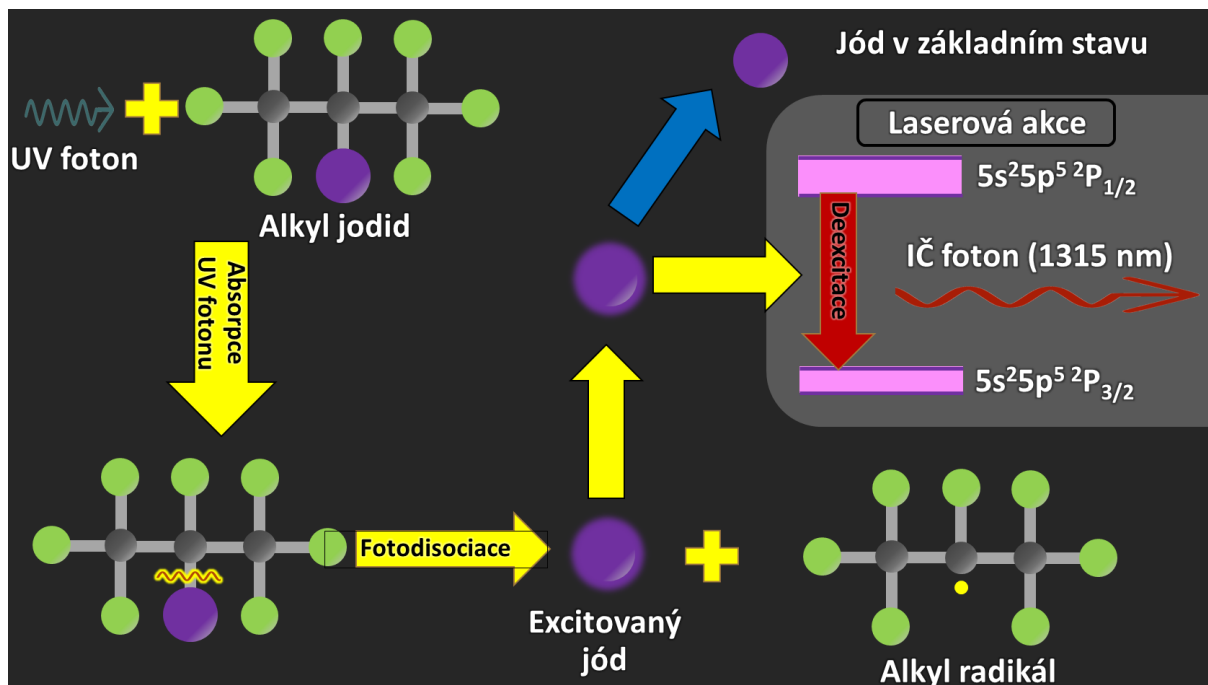 UV foton
Alkyl jodid
Absorpce
UV fotonu
Fotodisociace
Excitovaný
jód
Alkyl radikál
Jód v základním stavu
Laserová akce
5s²5p⁵ ²P₁/₂
Deexcitace
IČ foton (1315 nm)
5s²5p⁵ ²P₃/₂